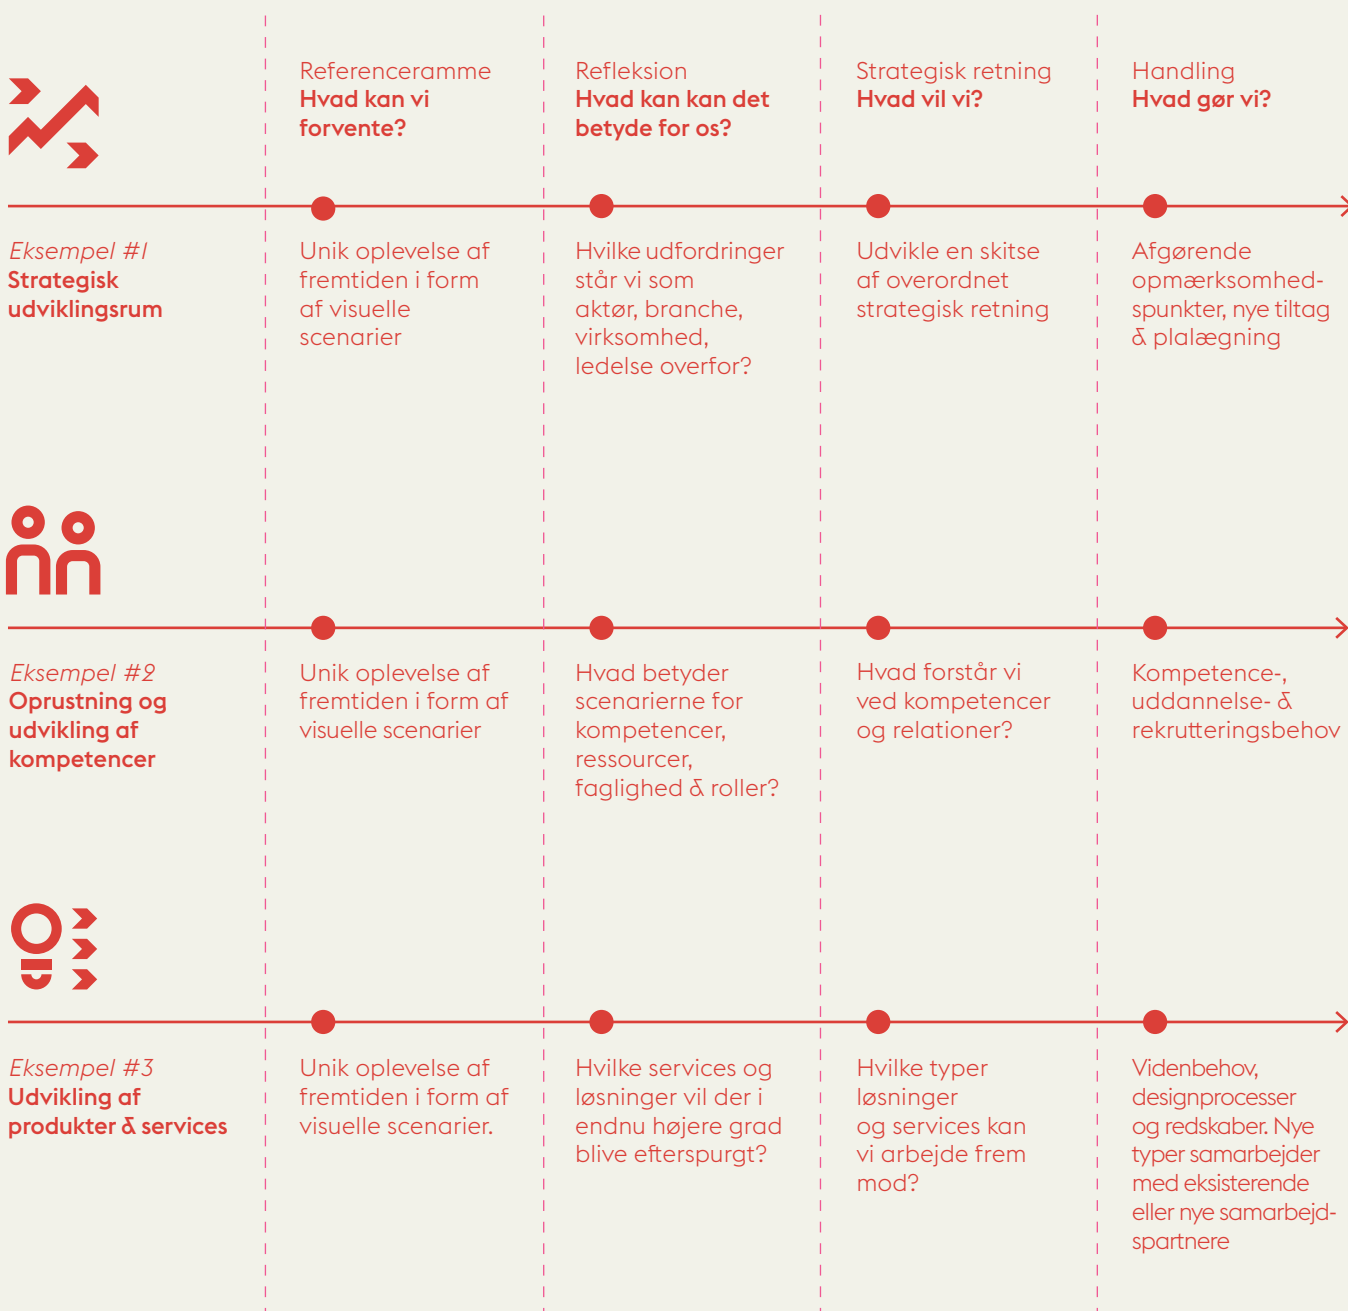 Referenceramme
Hvad kan vi
forvente?
Refleksion
Hvad kan kan det
betyde for os?
Strategisk retning
Hvad vil vi?
Handling
Hvad gør vi?
Eksempel #1
Strategisk
udviklingsrum
Unik oplevelse af
fremtiden i form
af visuelle
scenarier
Hvilke udfordringer
står vi som
aktør, branche,
virksomhed,
ledelse overfor?
Udvikle en skitse
af overordnet
strategisk retning
Afgørende
opmærksomhed-
spunkter, nye tiltag
& plalægning
Eksempel #2
Oprustning og
udvikling af
kompetencer
Unik oplevelse af
fremtiden i form af
visuelle scenarier
Hvad betyder
scenarierne for
kompetencer,
ressourcer,
faglighed & roller?
Hvad forstår vi
ved kompetencer
og relationer?
Kompetence-,
uddannelse- &
rekrutteringsbehov
Eksempel #3
Udvikling af
produkter & services
Unik oplevelse af
fremtiden i form af
visuelle scenarier.
Hvilke services og
løsninger vil der i
endnu højere grad
blive efterspurgt?
Hvilke typer
løsninger
og services kan
vi arbejde frem
mod?
Videnbehov,
designprocesser
og redskaber. Nye
typer samarbejder
med eksisterende
eller nye samarbejd-
spartnere